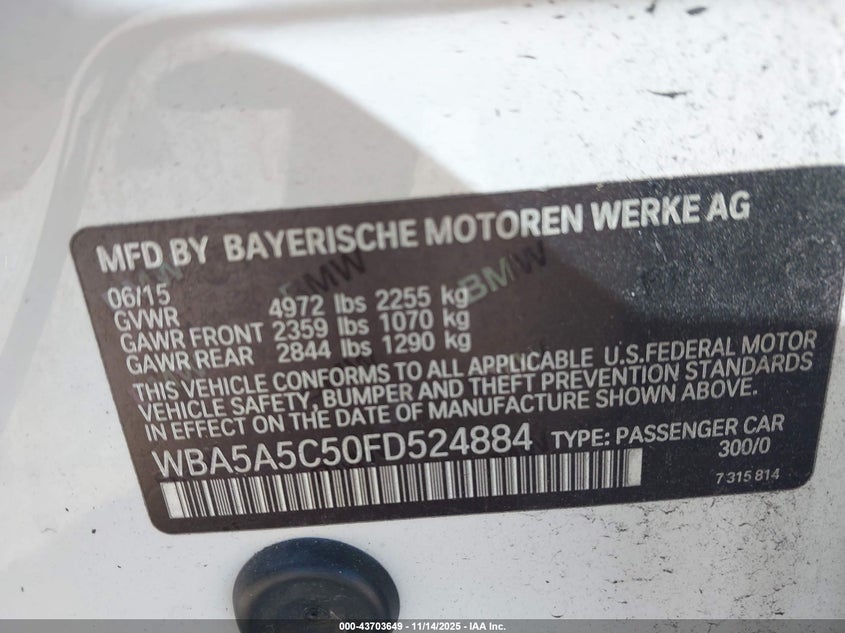 MFD BY BAYERISCHE MOTOREN WERKE AG
06/15
GVWR 4972 lbs 2255 kg
GAWR FRONT 2359 lbs 1070 kg
GAWR REAR 2844 lbs 1290 kg
THIS VEHICLE CONFORMS TO ALL APPLICABLE U.S.FEDERAL MOTOR
VEHICLE SAFETY, BUMPER AND THEFT PREVENTION STANDARDS
IN EFFECT ON THE DATE OF MANUFACTURE SHOWN ABOVE.
WBA5A5C50FD524884 TYPE: PASSENGER CAR
300/0
7 315 814
BMW
BMW
BMW
000-43703649 | 11/14/2025 - IAA Inc.